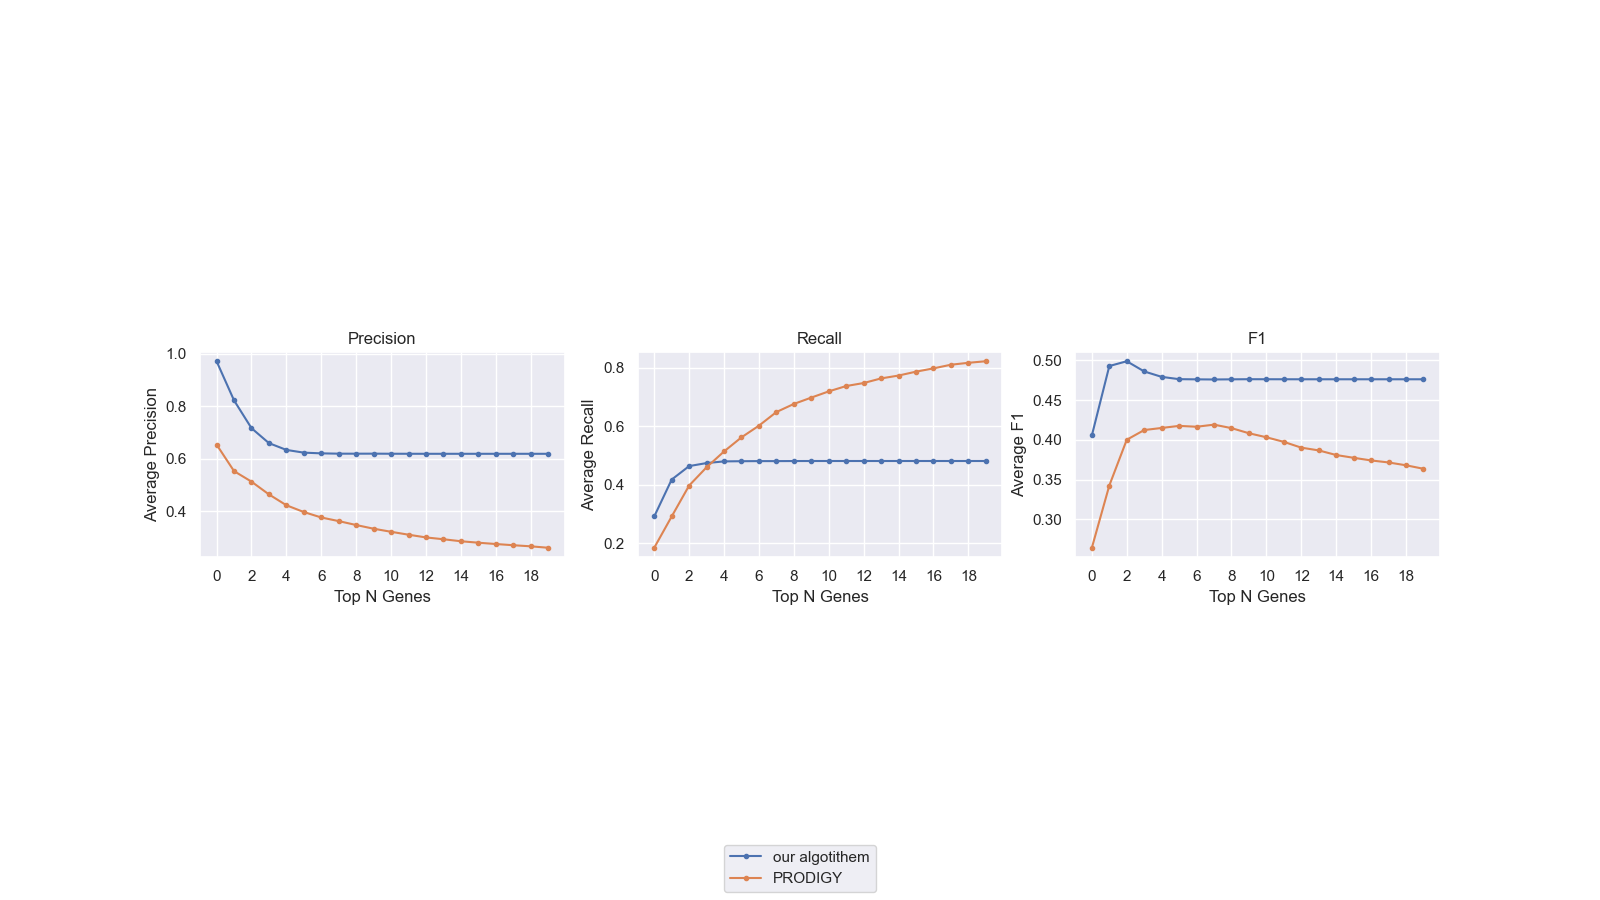 Precision
Average Precision
1.0
0.8
0.6
0.4
0 2 4 6 8 10 12 14 16 18
Top N Genes
Recall
Average Recall
0.8
0.6
0.4
0.2
0 2 4 6 8 10 12 14 16 18
Top N Genes
F1
Average F1
0.50
0.45
0.40
0.35
0.30
0 2 4 6 8 10 12 14 16 18
Top N Genes
our algotithem
PRODIGY